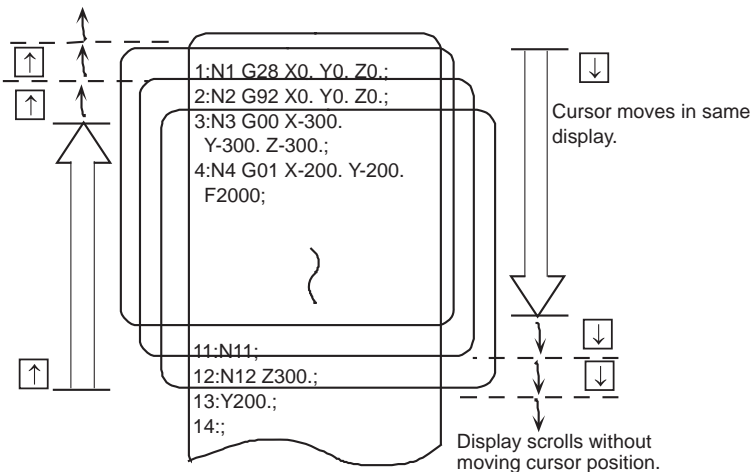 ↑
↑
1:N1 G28 X0. Y0. Z0.;
2:N2 G92 X0. Y0. Z0.;
3:N3 G00 X-300.
Y-300. Z-300.;
4:N4 G01 X-200. Y-200.
F2000;
11:N11;
12:N12 Z300.;
13:Y200.;
14:;
↑
↓
Cursor moves in same
display.
↓
↓
Display scrolls without
moving cursor position.